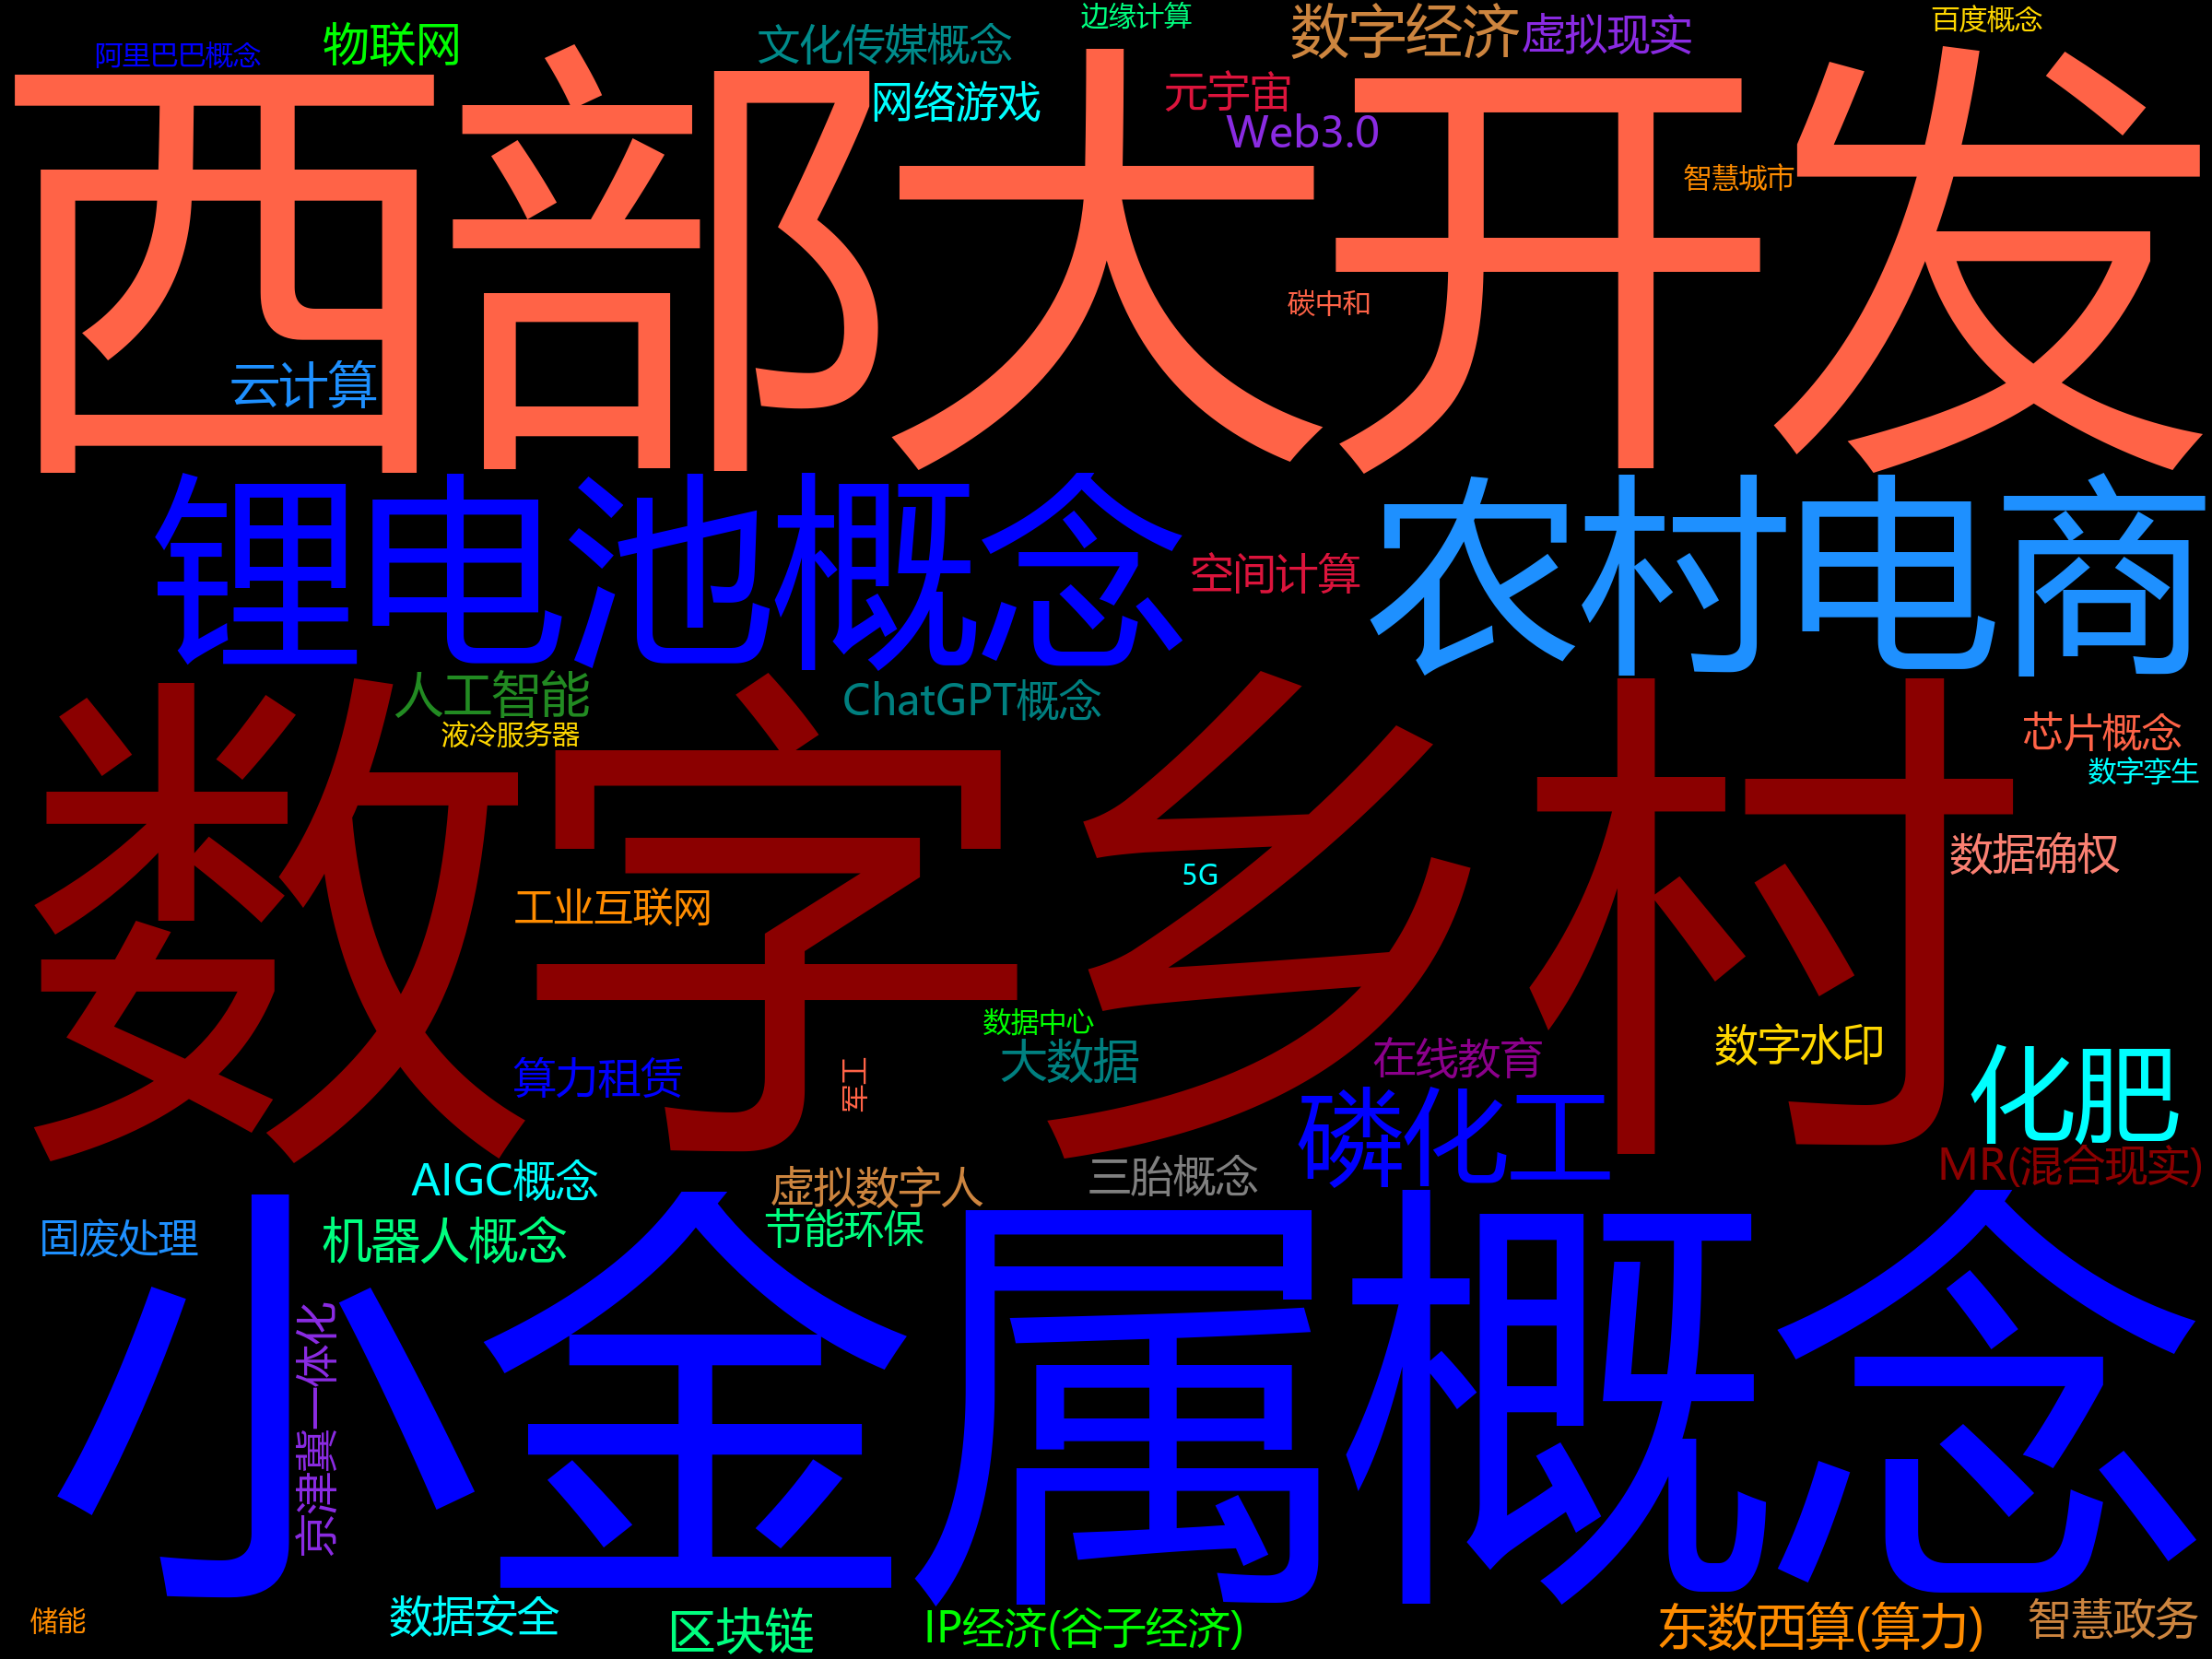 阿里巴巴概念
物联网
文化传媒概念
边缘计算
数字经济
虚拟现实
百度概念
网络游戏
元宇宙
Web3.0
智慧城市
西部大开发
碳中和
云计算
锂电池概念
空间计算
农村电商
人工智能
ChatGPT概念
液冷服务器
芯片概念
数字孪生
数字乡村
5G
数据确权
工业互联网
数据中心
大数据
算力租赁
军工
在线教育
数字水印
磷化工
化肥
MR(混合现实)
AIGC概念
虚拟数字人
三胎概念
固废处理
机器人概念
节能环保
小金属概念
京津冀一体化
储能
数据安全
区块链
IP经济(谷子经济)
东数西算(算力)
智慧政务